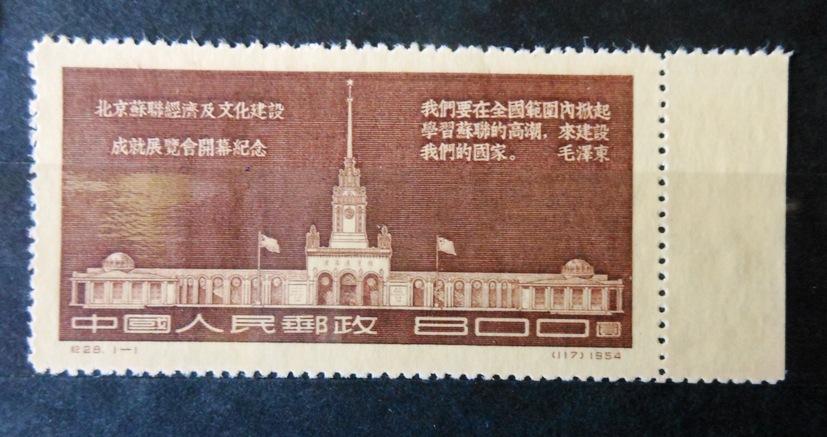 北京蘇聯經濟及文化建設
成就展覽會開幕紀念
我們要在全國範圍內掀起
學習蘇聯的高潮，來建設
我們的國家。 毛澤東
中國人民郵政 800圓
紀28. 1—1
(117) 1954